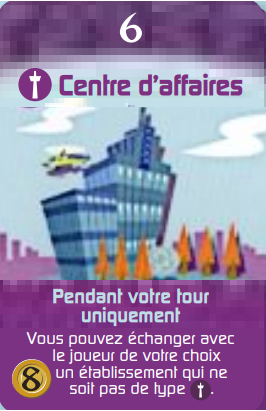 6
Centre d'affaires
Pendant votre tour
uniquement
Vous pouvez échanger avec
le joueur de votre choix
un établissement qui ne
soit pas de type .
8